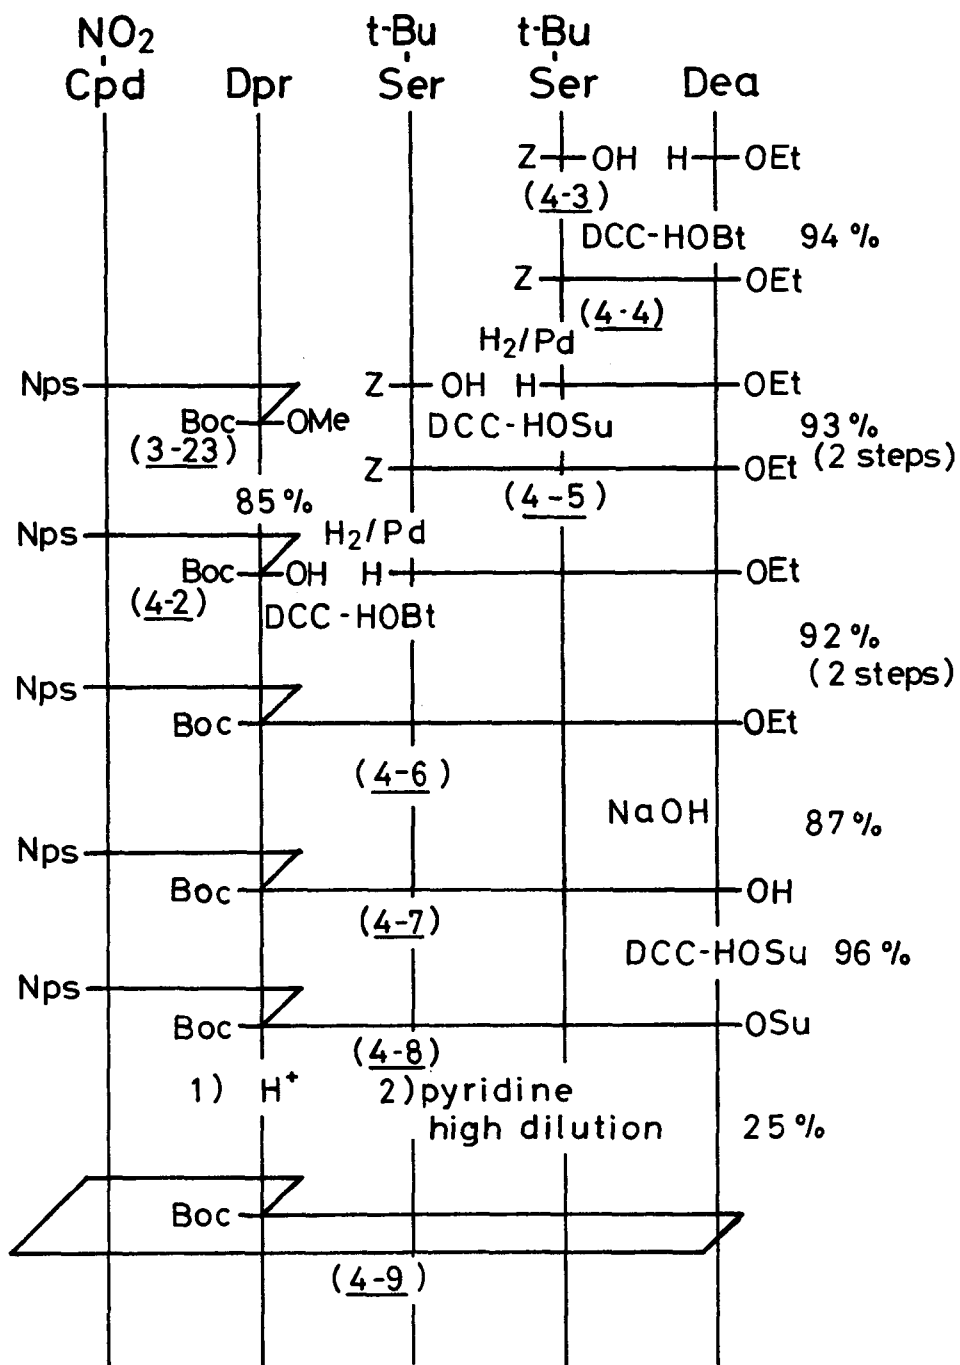 NO2 t-Bu t-Bu
Cpd Dpr Ser Ser Dea
Z OH H OEt
(4-3)
DCC-HOBt 94%
Z OEt
(4-4)
H2/Pd
Nps Z OH H OEt
Boc OMe DCC-HOSu 93%
(3-23) (2 steps)
Z OEt
85% (4-5)
Nps H2/Pd
Boc OH H OEt
(4-2) DCC-HOBt
92%
(2 steps)
Nps
Boc OEt
(4-6)
NaOH 87%
Nps
Boc OH
(4-7)
DCC-HOSu 96%
Nps
Boc OSu
(4-8)
1) H+ 2) pyridine
high dilution 25%
Boc
(4-9)